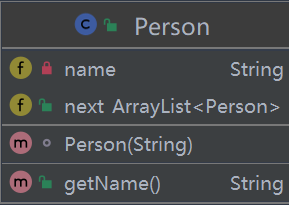 C Person
f name String
f next ArrayList<Person>
m Person(String)
m getName() String